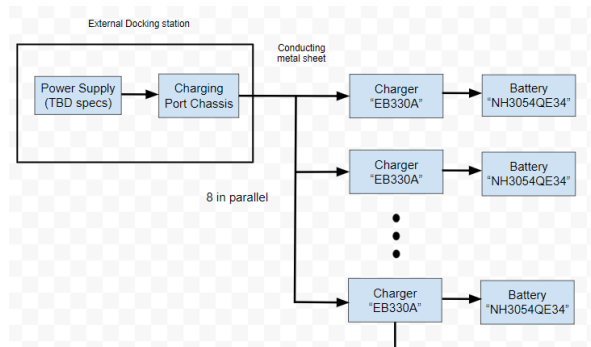 External Docking station
Conducting
metal sheet
Power Supply
(TBD specs)
Charging
Port Chassis
Charger
“EB330A”
Battery
“NH3054QE34”
Charger
“EB330A”
Battery
“NH3054QE34”
8 in parallel
Charger
“EB330A”
Battery
“NH3054QE34”